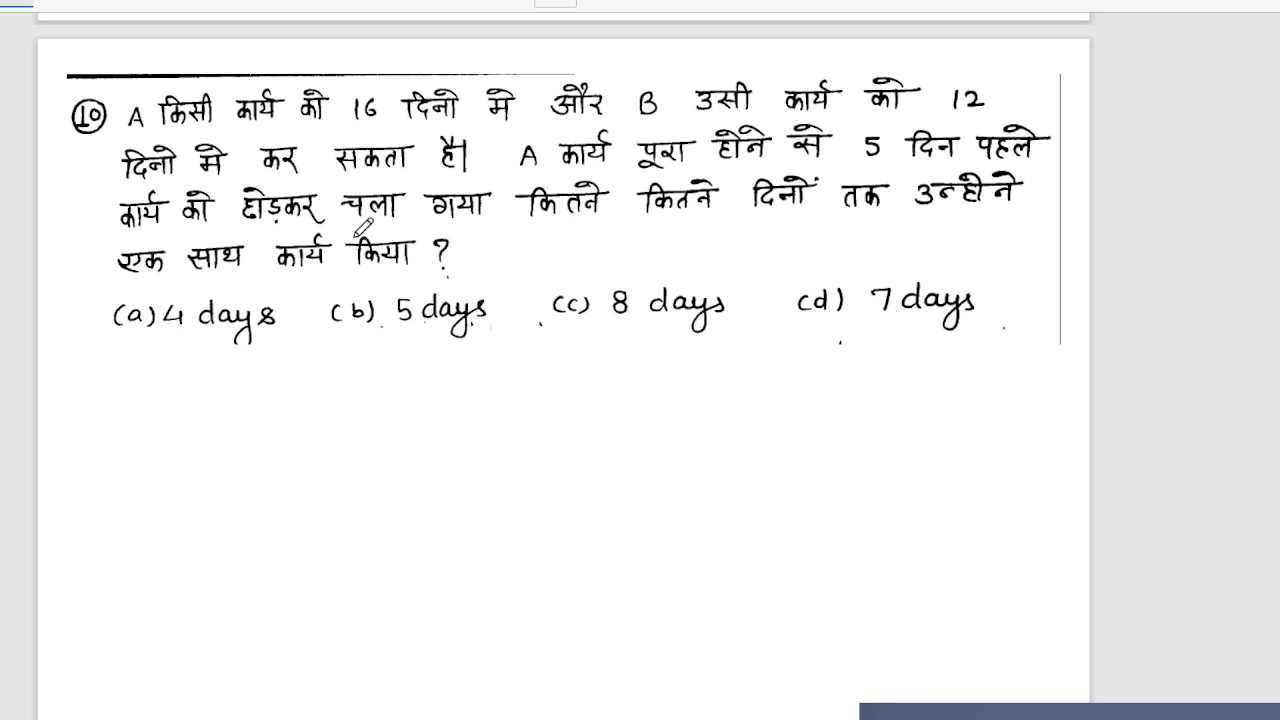 10 A किसी कार्य को 16 दिनो मे और B उसी कार्य को 12
दिनो मे कर सकता है। A कार्य पूरा होने से 5 दिन पहले
कार्य को छोड़कर चला गया कितने कितने दिनों तक उन्होने
एक साथ कार्य किया ?
(a) 4 days (b) 5 days (c) 8 days (d) 7 days